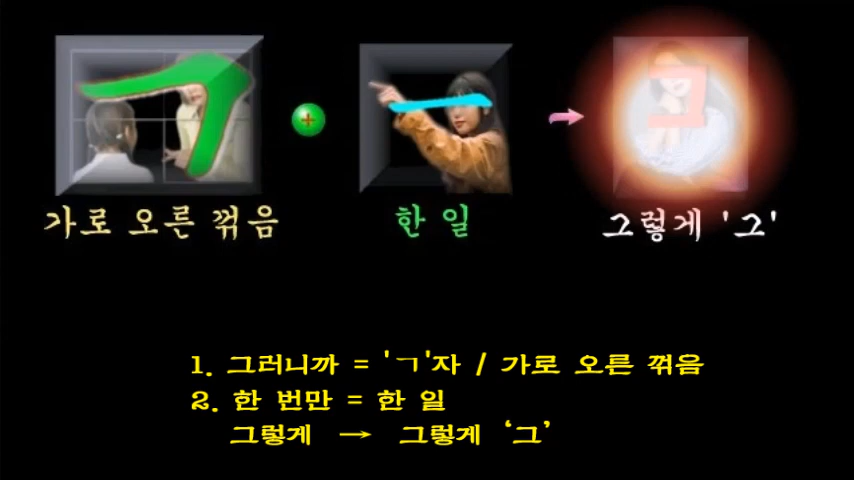 가로 오른 꺾음
한 일
그렇게 '그'
1. 그러니까 = 'ㄱ'자 / 가로 오른 꺾음
2. 한 번만 = 한 일
그렇게 → 그렇게 ‘그’